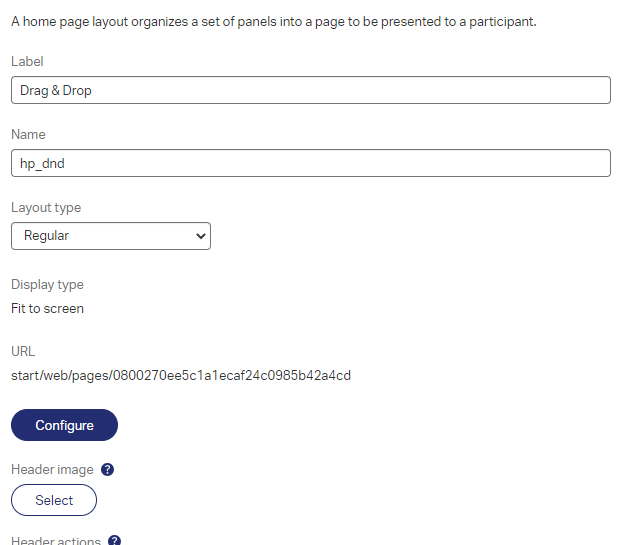 A home page layout organizes a set of panels into a page to be presented to a participant.
Label
Drag & Drop
Name
hp_dnd
Layout type
Regular
Display type
Fit to screen
URL
start/web/pages/0800270ee5c1a1ecaf24c0985b42a4cd
Configure
Header image ?
Select
Header actions ?